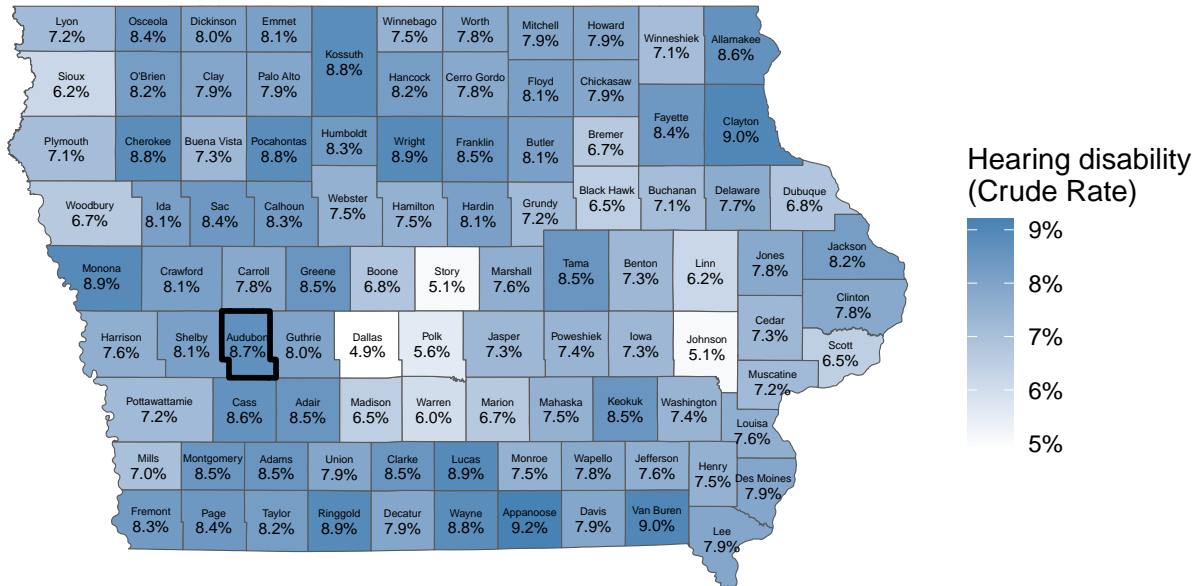 Lyon
7.2%
Osceola
8.4%
Dickinson
8.0%
Emmet
8.1%
Kossuth
8.8%
Winnebago
7.5%
Worth
7.8%
Mitchell
7.9%
Howard
7.9%
Winneshiek
7.1%
Allamakee
8.6%
Sioux
6.2%
O'Brien
8.2%
Clay
7.9%
Palo Alto
7.9%
Hancock
8.2%
Cerro Gordo
7.8%
Floyd
8.1%
Chickasaw
7.9%
Fayette
8.4%
Clayton
9.0%
Plymouth
7.1%
Cherokee
8.8%
Buena Vista
7.3%
Pocahontas
8.8%
Humboldt
8.3%
Wright
8.9%
Franklin
8.5%
Butler
8.1%
Bremer
6.7%
Woodbury
6.7%
Ida
8.1%
Sac
8.4%
Calhoun
8.3%
Webster
7.5%
Hamilton
7.5%
Hardin
8.1%
Grundy
7.2%
Black Hawk
6.5%
Buchanan
7.1%
Delaware
7.7%
Dubuque
6.8%
Monona
8.9%
Crawford
8.1%
Carroll
7.8%
Greene
8.5%
Boone
6.8%
Story
5.1%
Marshall
7.6%
Tama
8.5%
Benton
7.3%
Linn
6.2%
Jones
7.8%
Jackson
8.2%
Clinton
7.8%
Harrison
7.6%
Shelby
8.1%
Audubon
8.7%
Guthrie
8.0%
Dallas
4.9%
Polk
5.6%
Jasper
7.3%
Poweshiek
7.4%
Iowa
7.3%
Johnson
5.1%
Cedar
7.3%
Scott
6.5%
Muscatine
7.2%
Pottawattamie
7.2%
Cass
8.6%
Adair
8.5%
Madison
6.5%
Warren
6.0%
Marion
6.7%
Mahaska
7.5%
Keokuk
8.5%
Washington
7.4%
Louisa
7.6%
Mills
7.0%
Montgomery
8.5%
Adams
8.5%
Union
7.9%
Clarke
8.5%
Lucas
8.9%
Monroe
7.5%
Wapello
7.8%
Jefferson
7.6%
Henry
7.5%
Des Moines
7.9%
Fremont
8.3%
Page
8.4%
Taylor
8.2%
Ringgold
8.9%
Decatur
7.9%
Wayne
8.8%
Appanoose
9.2%
Davis
7.9%
Van Buren
9.0%
Lee
7.9%
Hearing disability
(Crude Rate)
9%
8%
7%
6%
5%